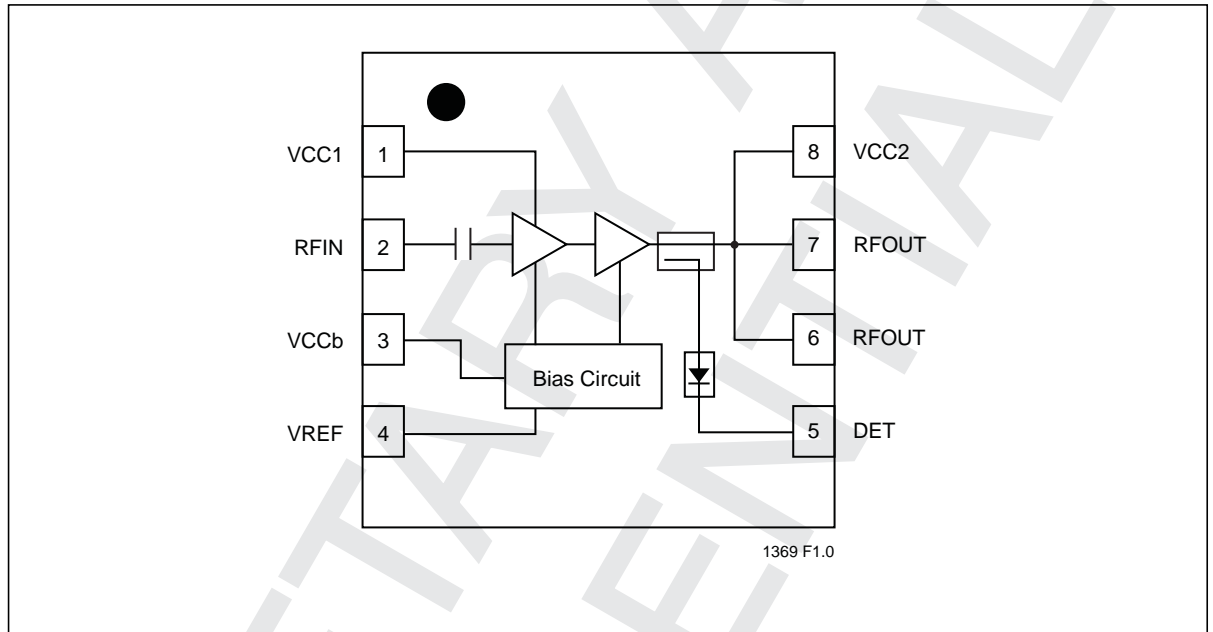 VCC1 1
8 VCC2
RFIN 2
7 RFOUT
VCCb 3
6 RFOUT
Bias Circuit
VREF 4
5 DET
1369 F1.0